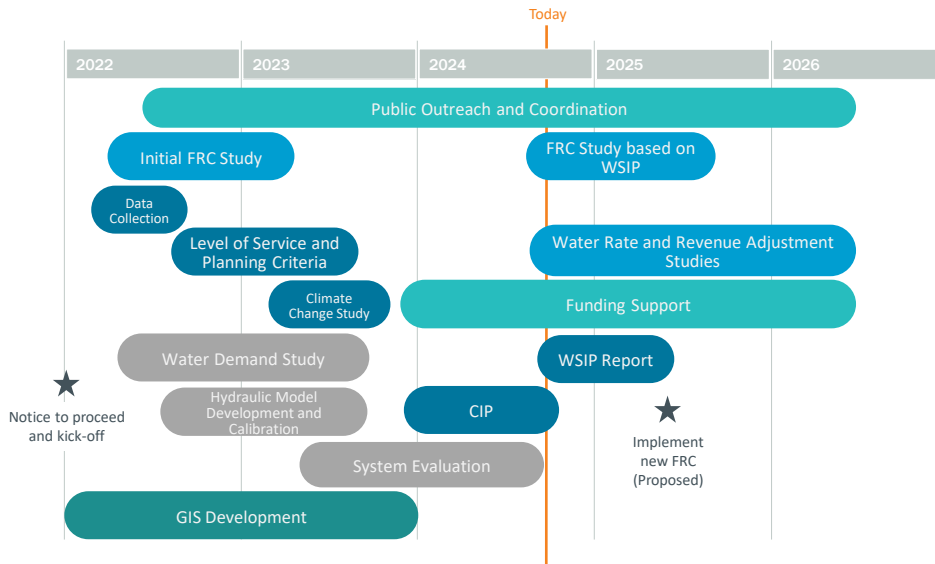 Today
2022 2023 2024 2025 2026
Public Outreach and Coordination
Initial FRC Study
FRC Study based on
WSIP
Data
Collection
Level of Service and
Planning Criteria
Water Rate and Revenue Adjustment
Studies
Climate
Change Study
Funding Support
Water Demand Study
WSIP Report
Notice to proceed
and kick-off
Hydraulic Model
Development and
Calibration
CIP
Implement
new FRC
(Proposed)
System Evaluation
GIS Development